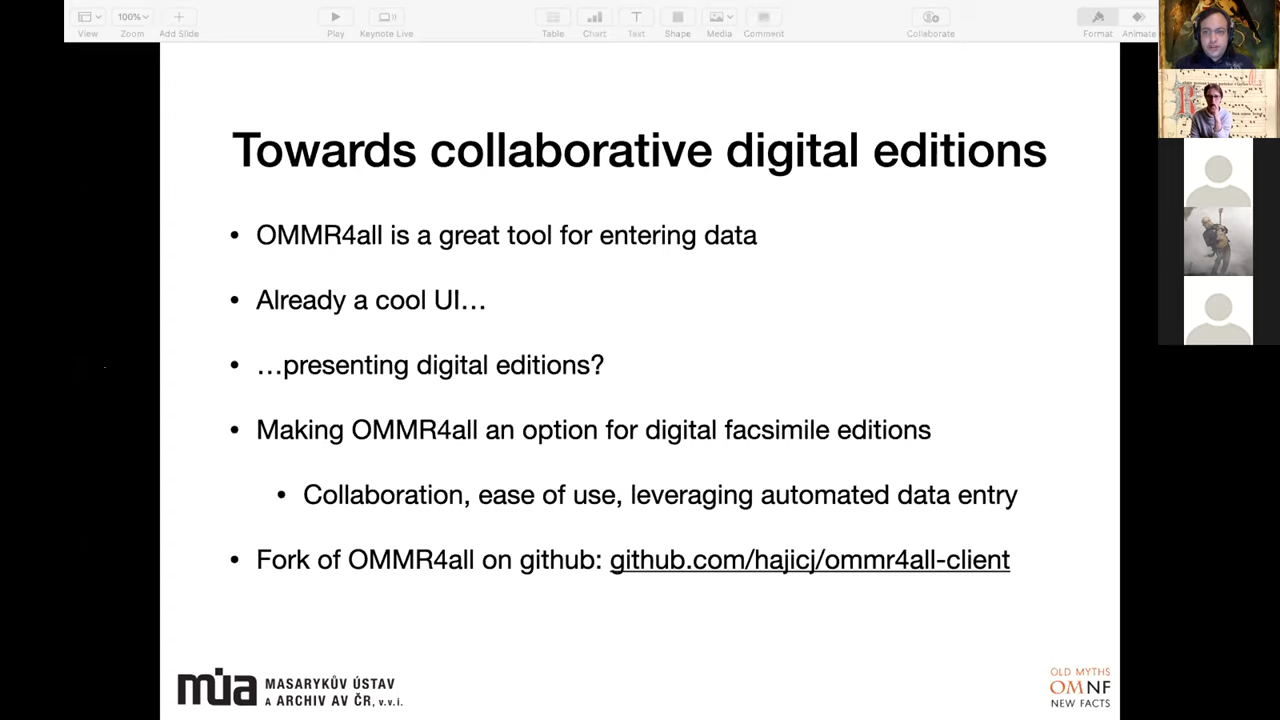 100%
View
Zoom
Add Slide
Play
Keynote Live
Table
Chart
Text
Shape
Media
Comment
Collaborate
Format
Animate
Towards collaborative digital editions
• OMMR4all is a great tool for entering data
• Already a cool UI…
• …presenting digital editions?
• Making OMMR4all an option for digital facsimile editions
• Collaboration, ease of use, leveraging automated data entry
• Fork of OMMR4all on github: github.com/hajicj/ommr4all-client
mia
MASARYKŮV ÚSTAV
A ARCHIV AV ČR, v.v.i.
OLD MYTHS
OMNF
NEW FACTS